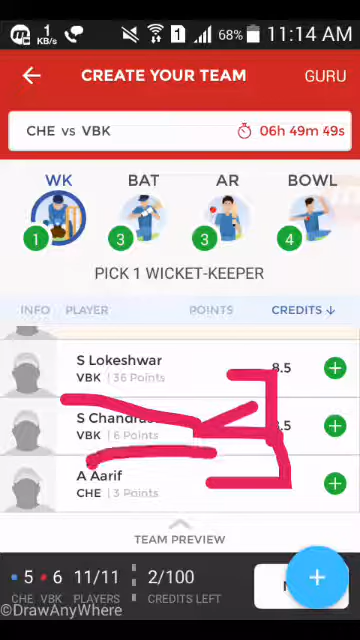 1
KB/s
1
68%
11:14 AM
CREATE YOUR TEAM
GURU
CHE vs VBK
06h 49m 49s
WK BAT AR BOWL
1 3 3 4
PICK 1 WICKET-KEEPER
INFO PLAYER POINTS CREDITS ↓
S Lokeshwar
VBK | 36 Points
8.5
S
VBK | 6 Points
A Aarif
CHE | 3 Points
TEAM PREVIEW
5 6 11/11 2/100
CHE VBK PLAYERS CREDITS LEFT
©DrawAnyWhere